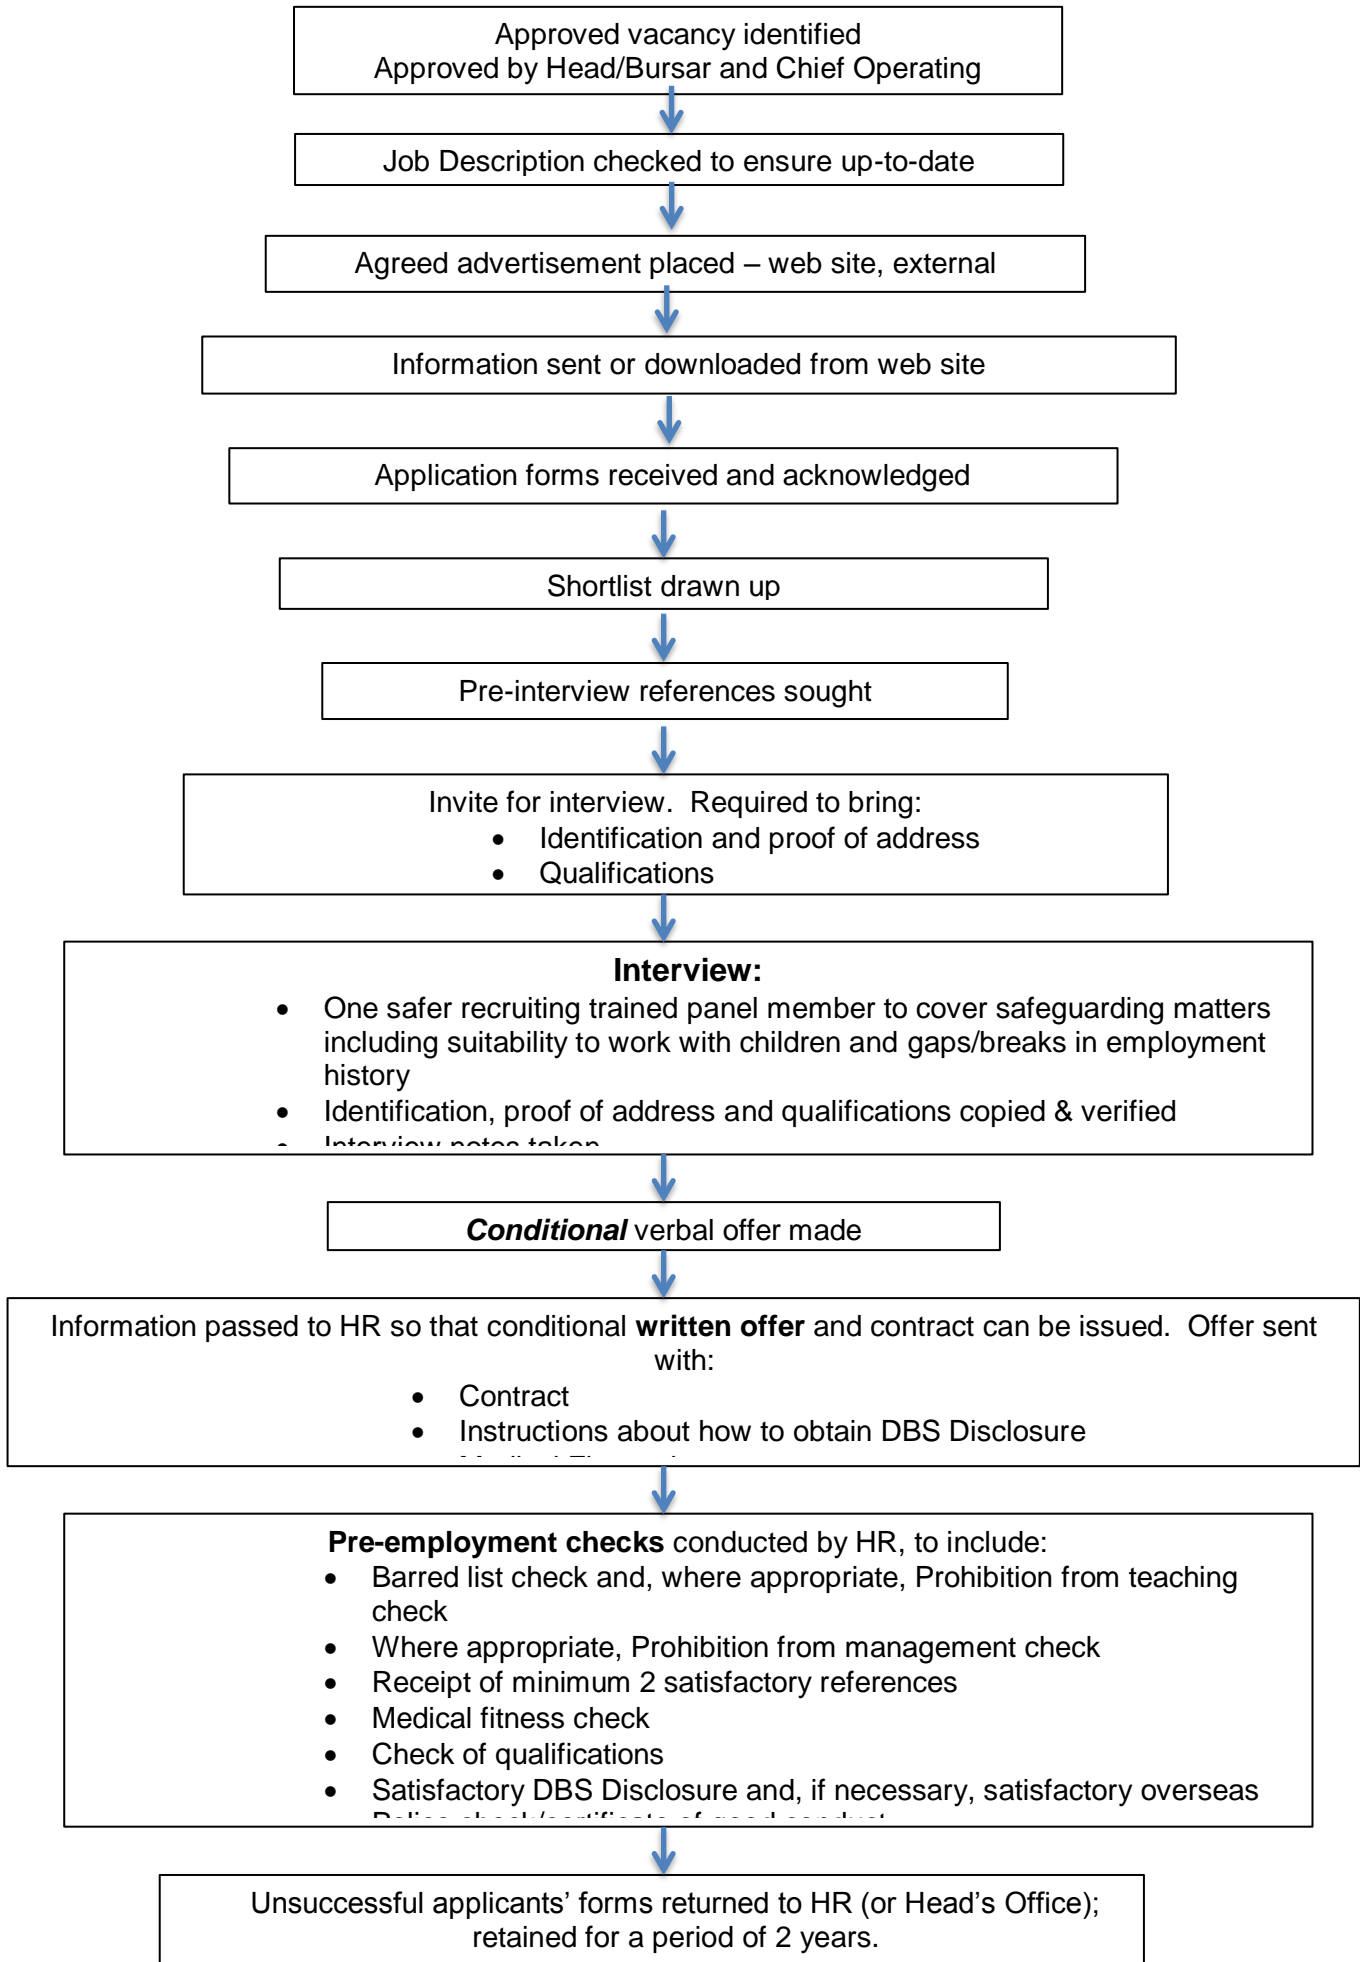 Approved vacancy identified
Approved by Head/Bursar and Chief Operating
Job Description checked to ensure up-to-date
Agreed advertisement placed – web site, external
Information sent or downloaded from web site
Application forms received and acknowledged
Shortlist drawn up
Pre-interview references sought
Invite for interview.  Required to bring:
• Identification and proof of address
• Qualifications
Interview:
• One safer recruiting trained panel member to cover safeguarding matters
including suitability to work with children and gaps/breaks in employment
history
• Identification, proof of address and qualifications copied & verified
• Interview notes taken
Conditional verbal offer made
Information passed to HR so that conditional written offer and contract can be issued.  Offer sent
with:
• Contract
• Instructions about how to obtain DBS Disclosure
Pre-employment checks conducted by HR, to include:
• Barred list check and, where appropriate, Prohibition from teaching
check
• Where appropriate, Prohibition from management check
• Receipt of minimum 2 satisfactory references
• Medical fitness check
• Check of qualifications
• Satisfactory DBS Disclosure and, if necessary, satisfactory overseas
Police check/certificate of good conduct
Unsuccessful applicants’ forms returned to HR (or Head’s Office);
retained for a period of 2 years.